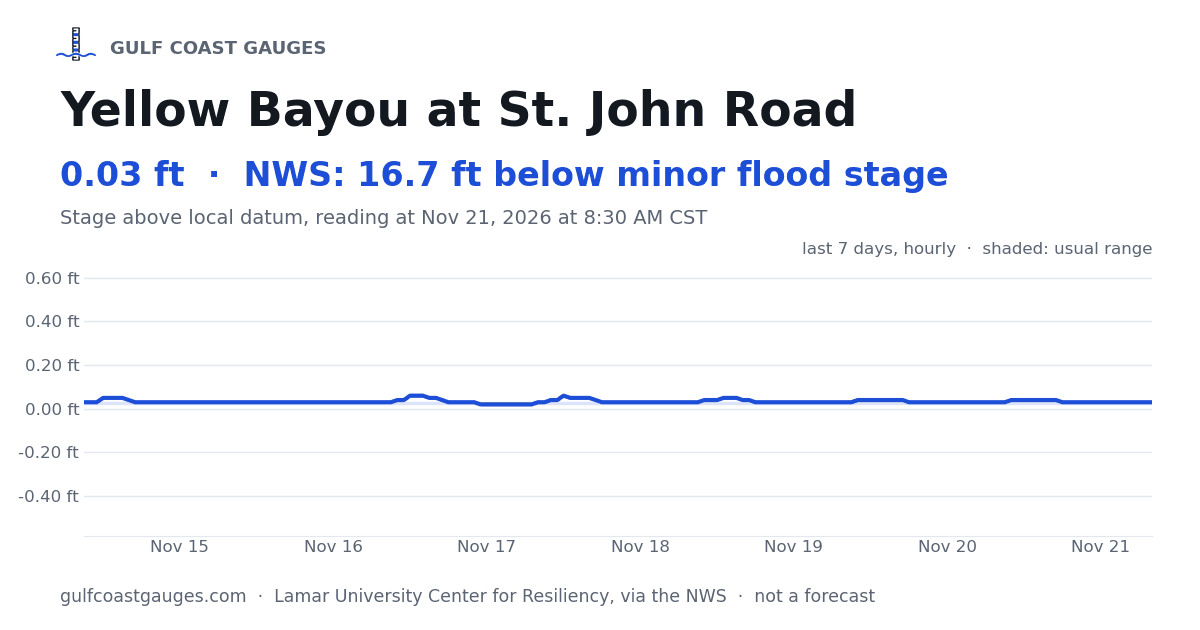 GULF COAST GAUGES
Yellow Bayou at St. John Road
0.03 ft · NWS: 16.7 ft below minor flood stage
Stage above local datum, reading at Nov 21, 2026 at 8:30 AM CST
last 7 days, hourly · shaded: usual range
0.60 ft
0.40 ft
0.20 ft
0.00 ft
-0.20 ft
-0.40 ft
Nov 15 Nov 16 Nov 17 Nov 18 Nov 19 Nov 20 Nov 21
gulfcoastgauges.com · Lamar University Center for Resiliency, via the NWS · not a forecast